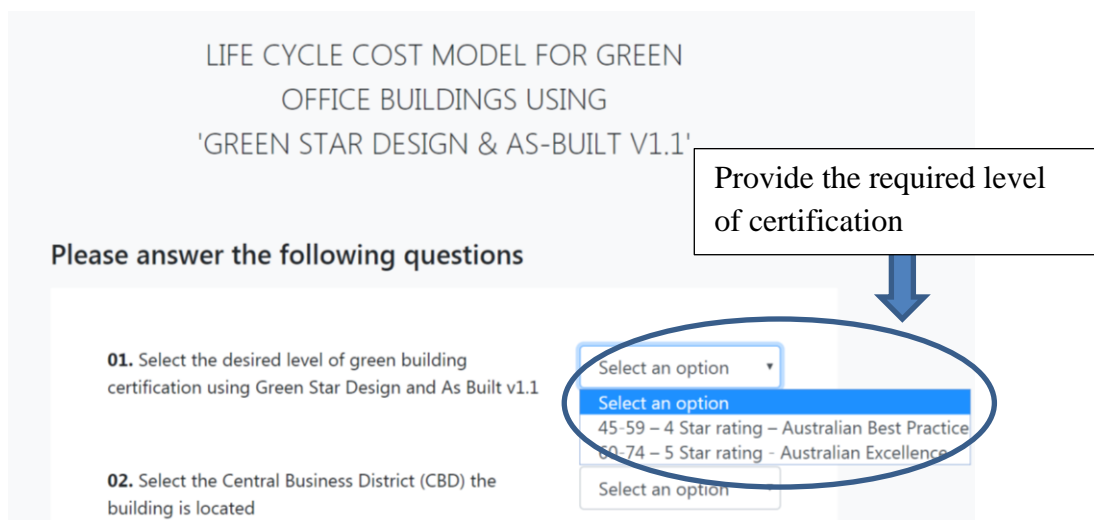 LIFE CYCLE COST MODEL FOR GREEN
OFFICE BUILDINGS USING
'GREEN STAR DESIGN & AS-BUILT V1.1'
Provide the required level
of certification
Please answer the following questions
01. Select the desired level of green building
certification using Green Star Design and As Built v1.1
Select an option
Select an option
45-59 – 4 Star rating – Australian Best Practice
60-74 – 5 Star rating - Australian Excellence
02. Select the Central Business District (CBD) the
building is located
Select an option